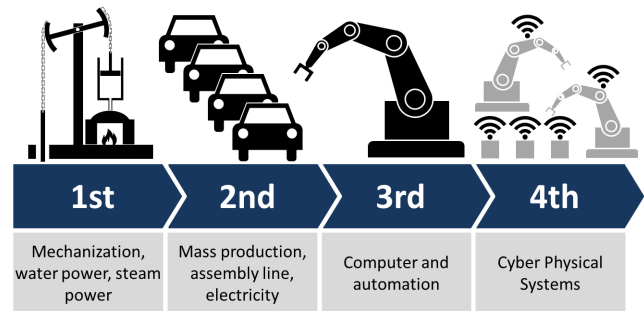 1st
2nd
3rd
4th
Mechanization,
water power, steam
power
Mass production,
assembly line,
electricity
Computer and
automation
Cyber Physical
Systems